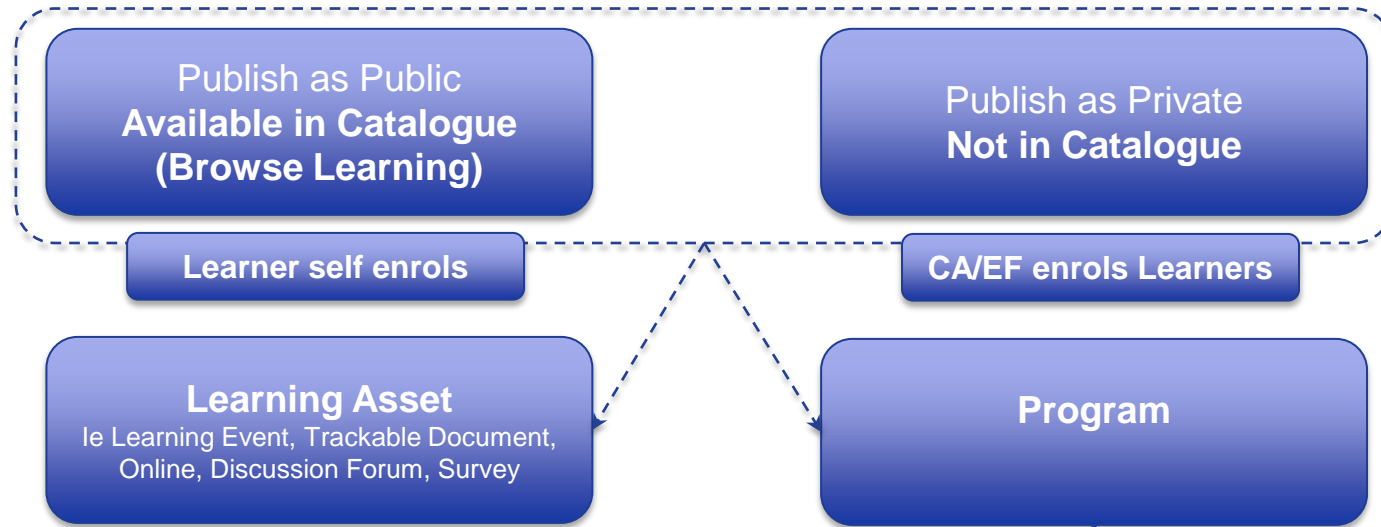 Publish as Public
Available in Catalogue
(Browse Learning)
Publish as Private
Not in Catalogue
Learner self enrols
CA/EF enrols Learners
Learning Asset
Ie Learning Event, Trackable Document,
Online, Discussion Forum, Survey
Program